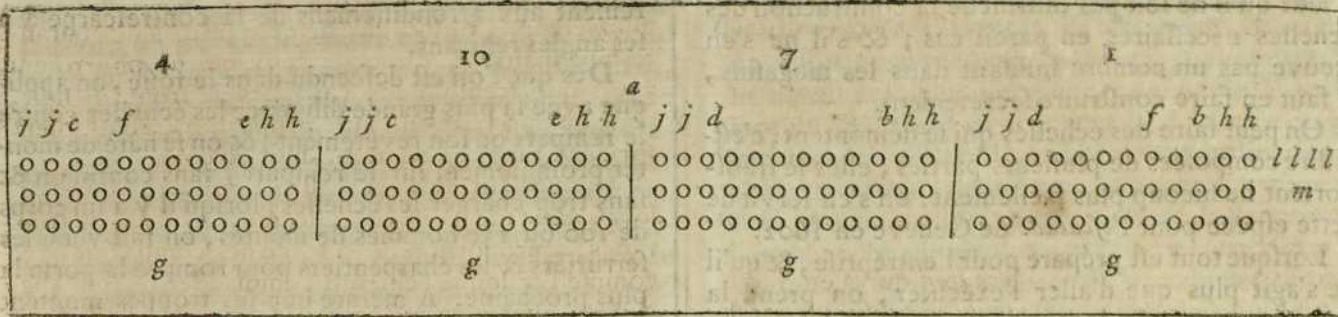 4 10 7 1
a
j j c f e h h j j c e h h j j d b h h j j d f b h h
o o o o o o o o o o o o | o o o o o o o o o o o o | o o o o o o o o o o o o | o o o o o o o o o o o o l l l l
o o o o o o o o o o o o | o o o o o o o o o o o o | o o o o o o o o o o o o | o o o o o o o o o o o o m
o o o o o o o o o o o o | o o o o o o o o o o o o | o o o o o o o o o o o o | o o o o o o o o o o o o
g g g g